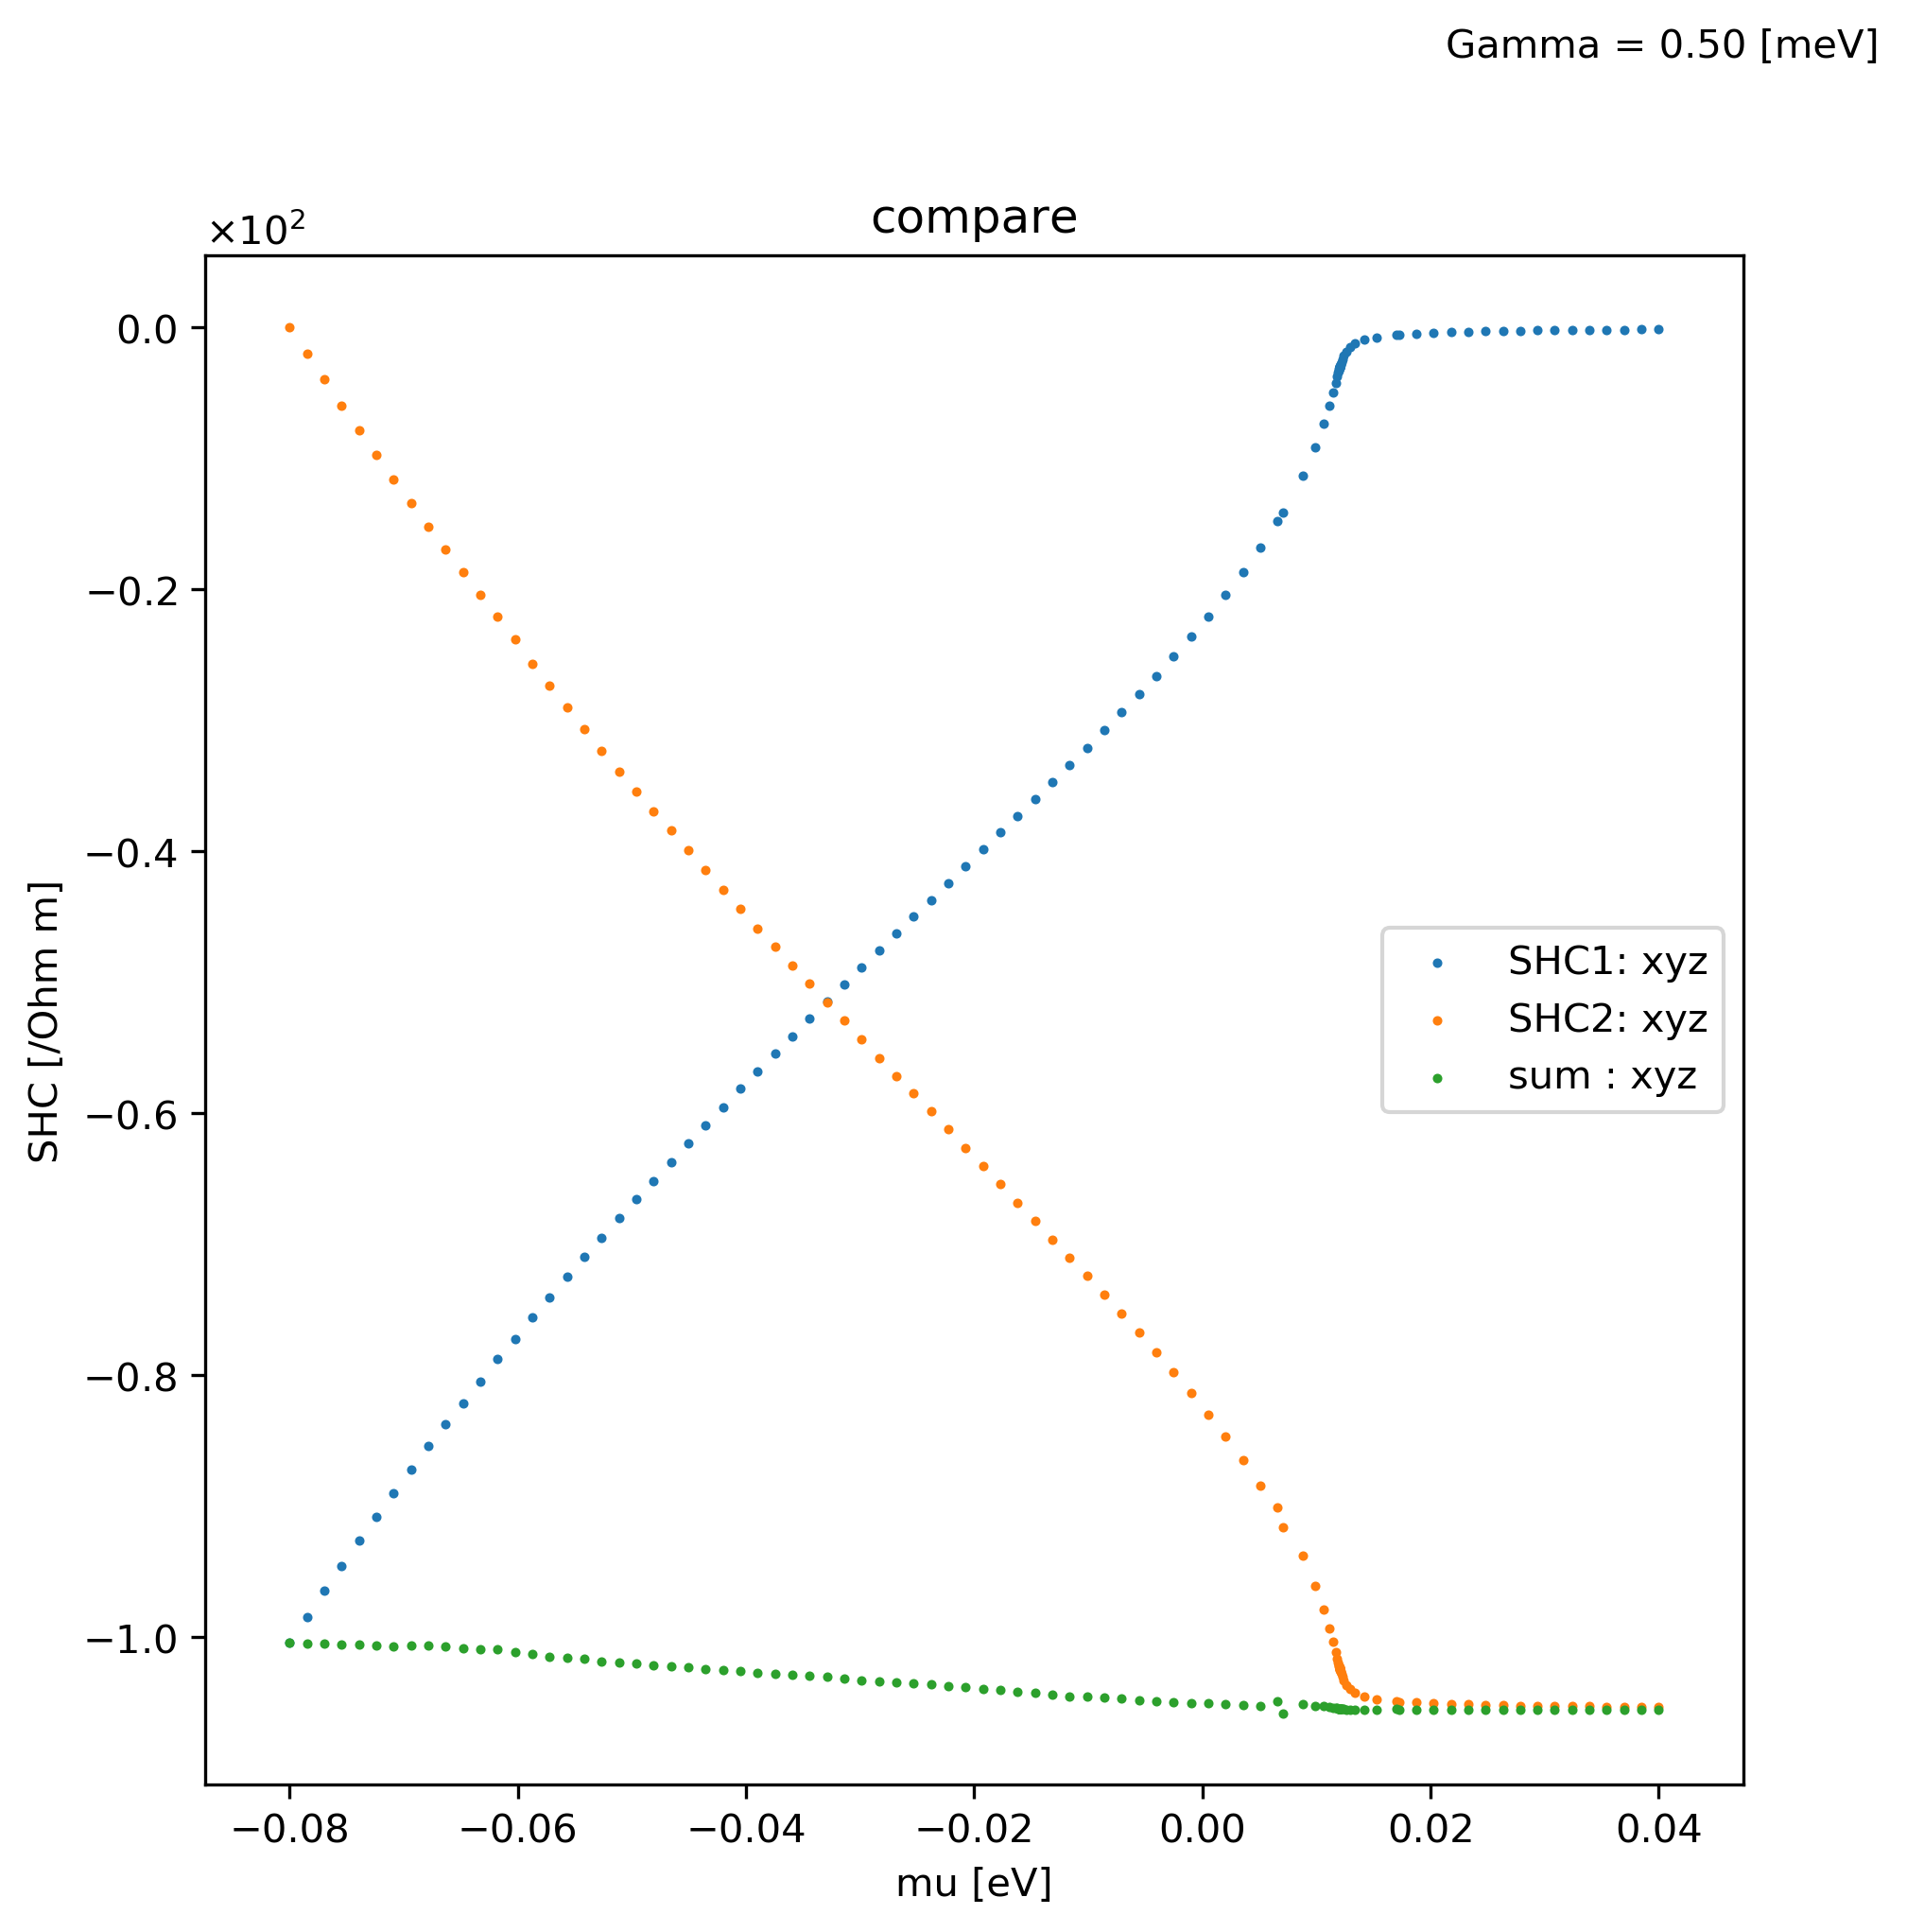 Gamma = 0.50 [meV]
compare
×10²
0.0
−0.2
−0.4
−0.6
−0.8
−1.0
SHC [/Ohm m]
SHC1: xyz
SHC2: xyz
sum : xyz
−0.08 −0.06 −0.04 −0.02 0.00 0.02 0.04
mu [eV]